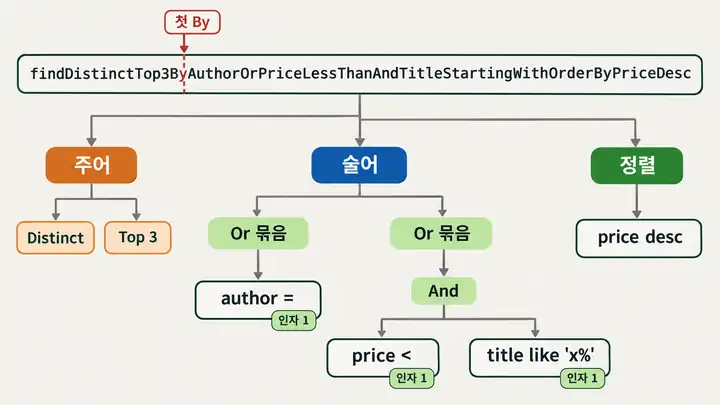 첫 By
findDistinctTop3ByAuthorOrPriceLessThanAndTitleStartingWithOrderByPriceDesc
주어
술어
정렬
Distinct
Top 3
Or 묶음
Or 묶음
price desc
author =
인자 1
And
price <
인자 1
title like 'x%'
인자 1